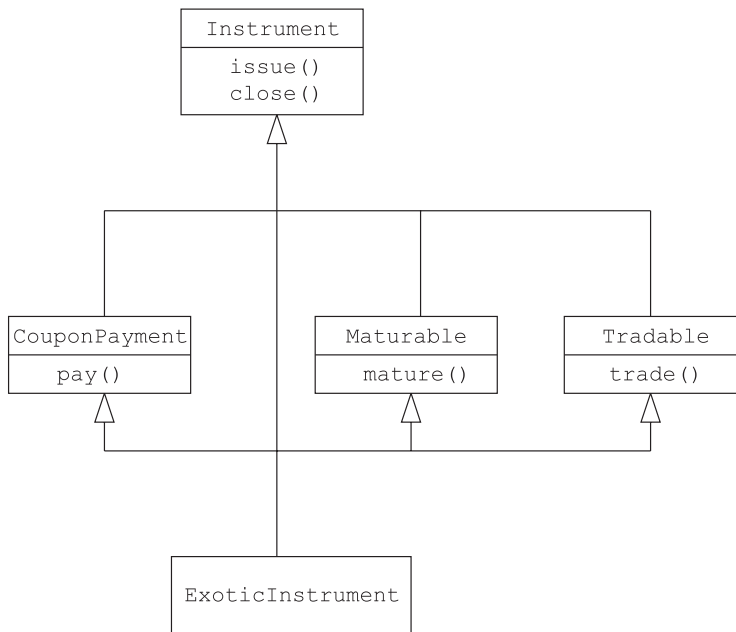 Instrument
issue()
close()
CouponPayment
pay()
Maturable
mature()
Tradable
trade()
ExoticInstrument